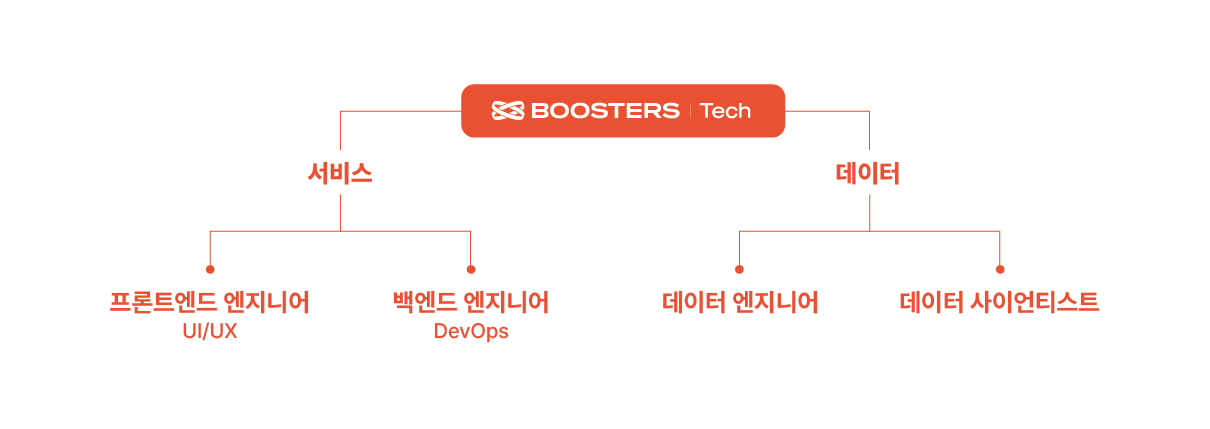 BOOSTERS | Tech
서비스
데이터
프론트엔드 엔지니어
UI/UX
백엔드 엔지니어
DevOps
데이터 엔지니어
데이터 사이언티스트